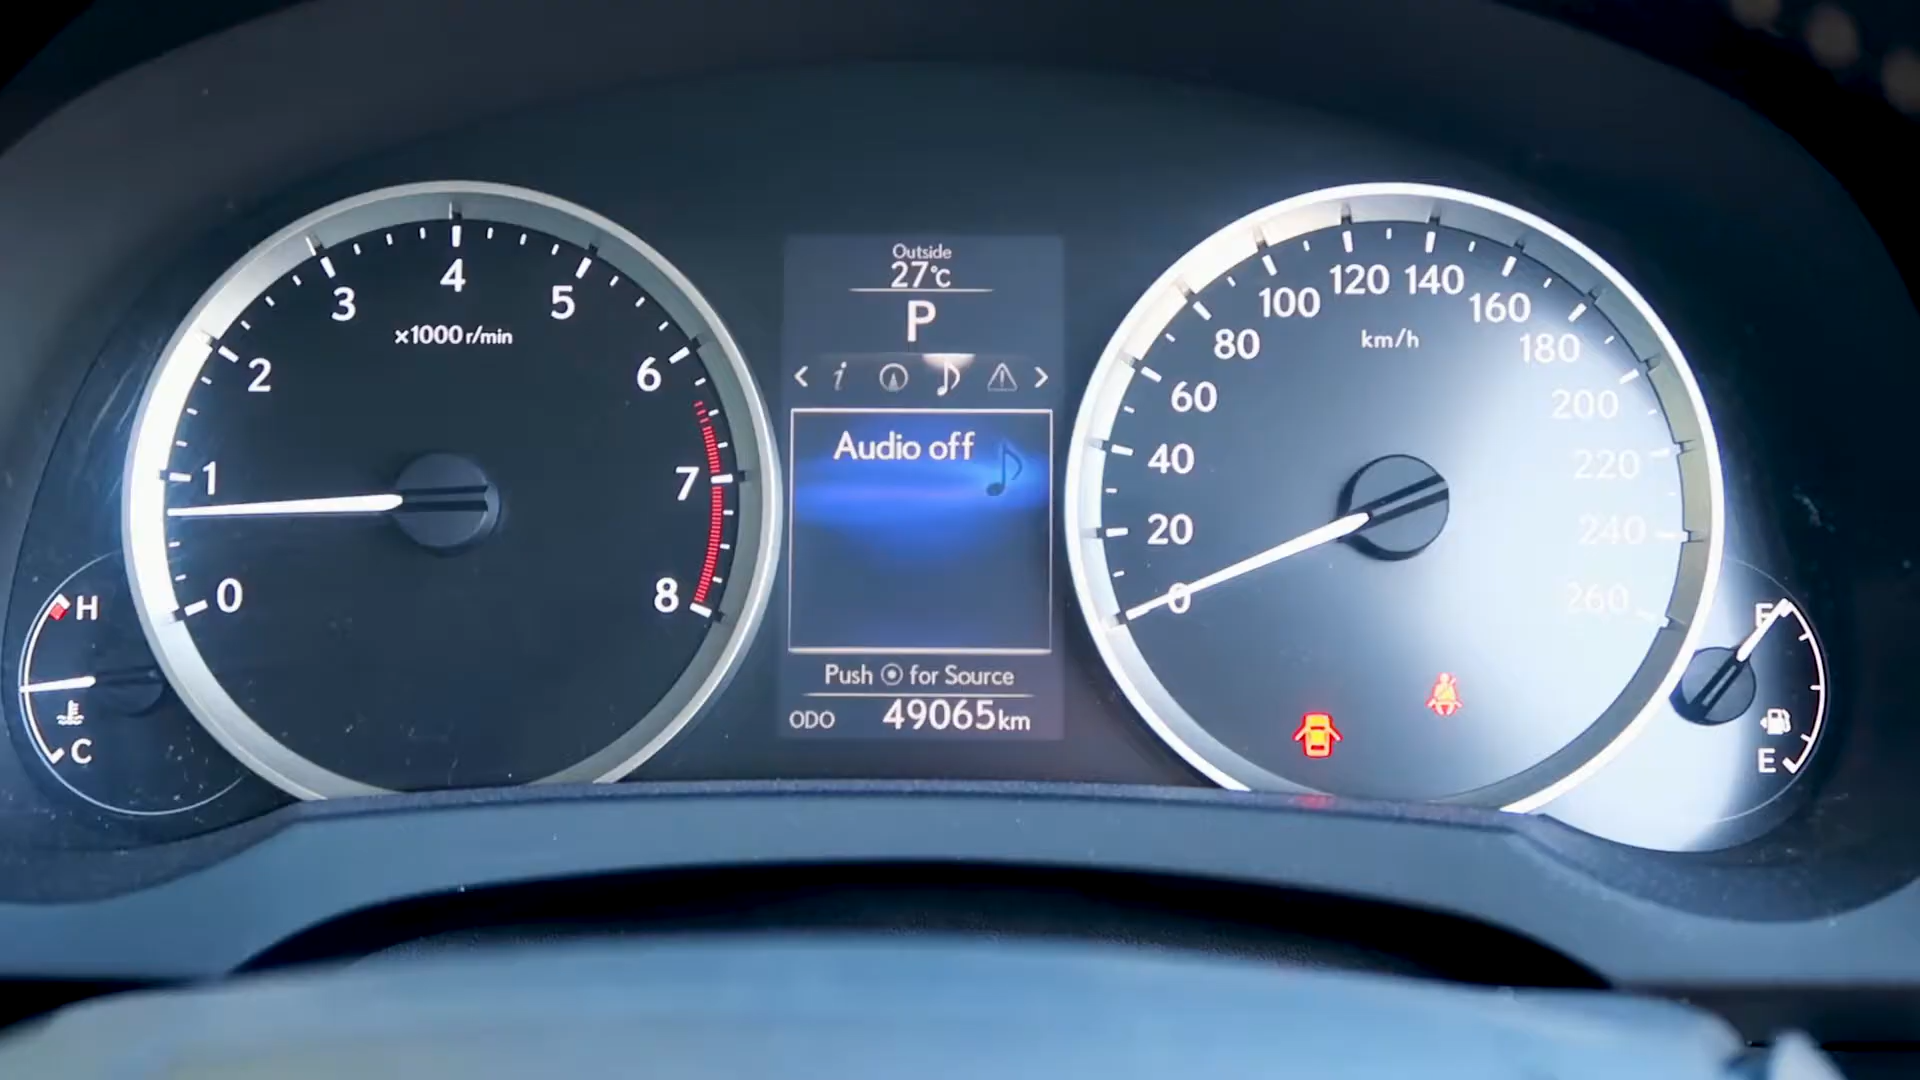 0
1
2
3
4
5
6
7
8
x1000 r/min
H
C
Outside
27°C
P
i
Audio off
Push for Source
ODO 49065km
0
20
40
60
80
100
120
140
160
180
200
220
240
260
km/h
F
E